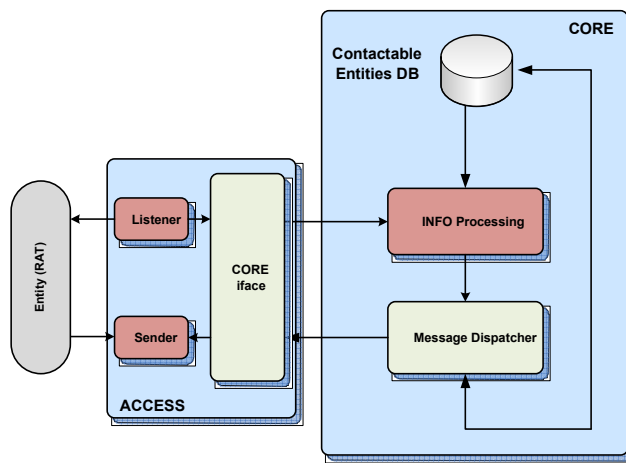 CORE
Contactable
Entities DB
Listener
INFO Processing
Entity (RAT)
CORE
iface
Sender
Message Dispatcher
ACCESS